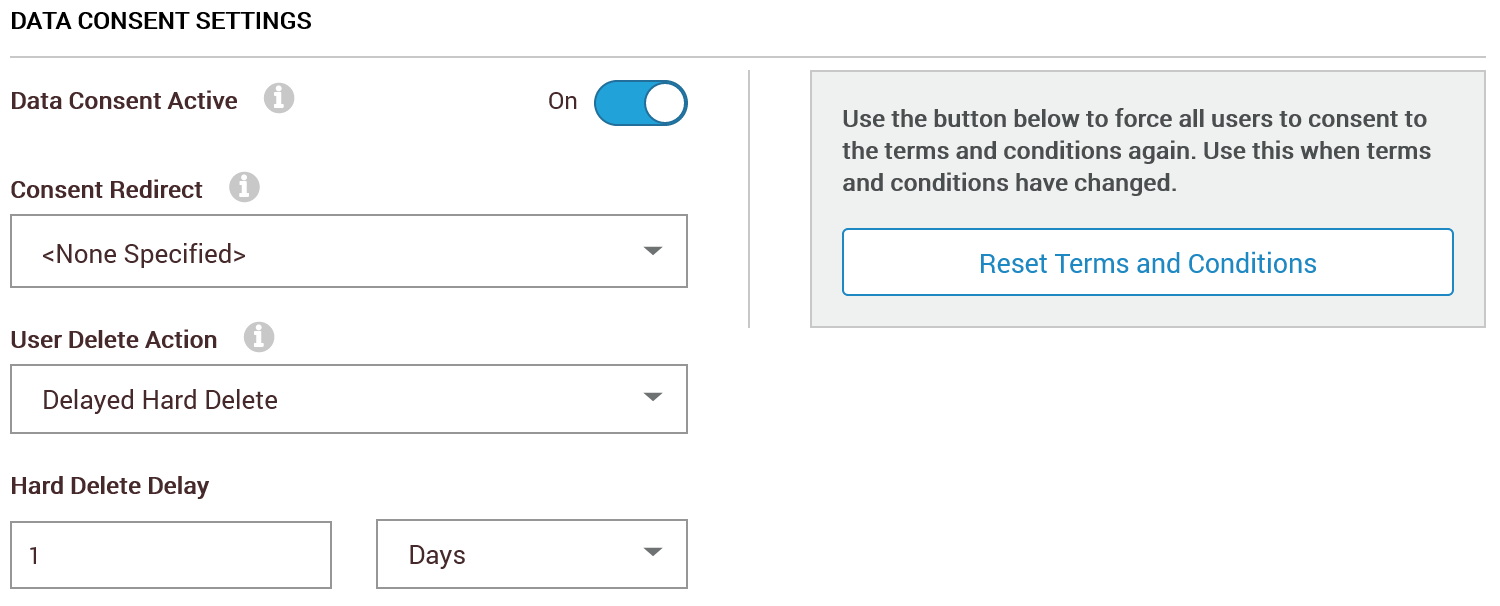 DATA CONSENT SETTINGS
Data Consent Active
On
Consent Redirect
<None Specified>
User Delete Action
Delayed Hard Delete
Hard Delete Delay
1
Days
Use the button below to force all users to consent to
the terms and conditions again. Use this when terms
and conditions have changed.
Reset Terms and Conditions